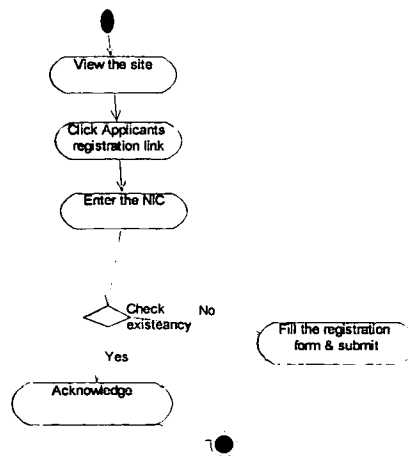 View the site
Click Applicants
registration link
Enter the NIC
Check
existeancy
No
Fill the registration
form & submit
Yes
Acknowledge